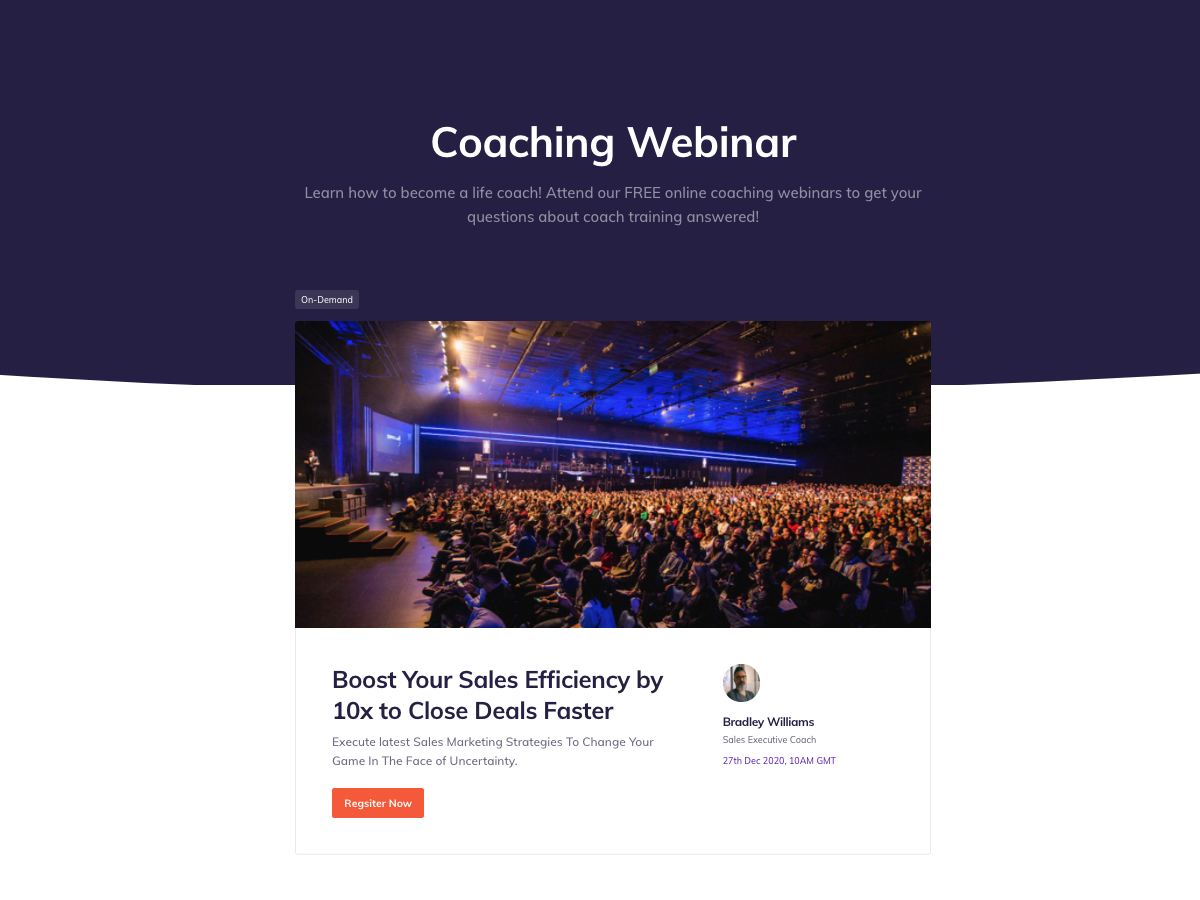 Coaching Webinar
Learn how to become a life coach! Attend our FREE online coaching webinars to get your
questions about coach training answered!
On-Demand
Boost Your Sales Efficiency by
10x to Close Deals Faster
Execute latest Sales Marketing Strategies To Change Your
Game In The Face of Uncertainty.
Regsiter Now
Bradley Williams
Sales Executive Coach
27th Dec 2020, 10AM GMT